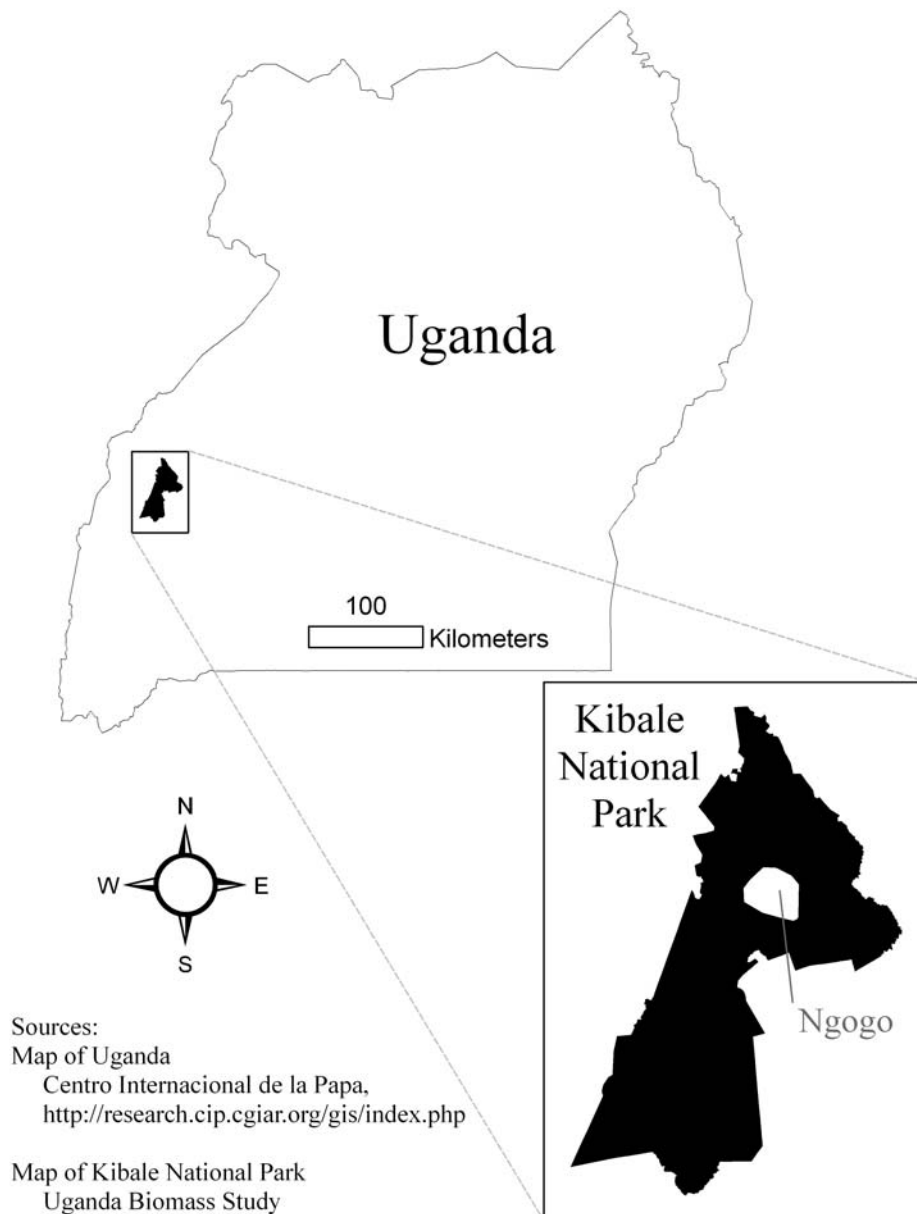 Uganda
100
Kilometers
Kibale
National
Park
Ngogo
N
W
E
S
Sources:
Map of Uganda
Centro Internacional de la Papa,
http://research.cip.cgiar.org/gis/index.php
Map of Kibale National Park
Uganda Biomass Study